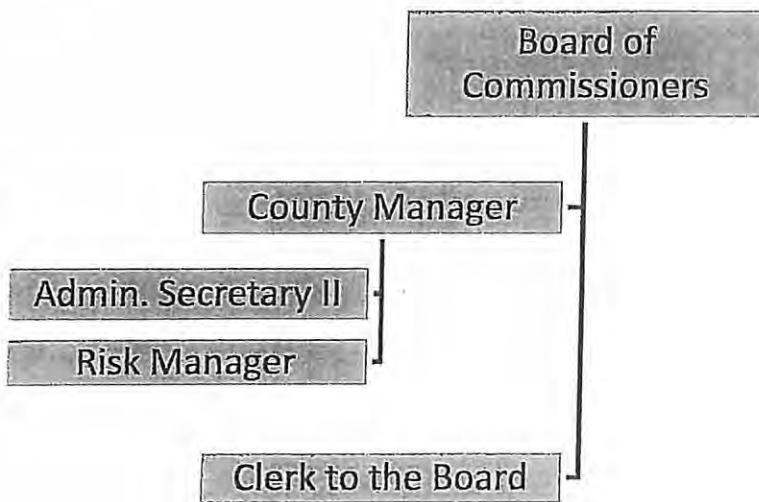 Board of
Commissioners
County Manager
Admin. Secretary II
Risk Manager
Clerk to the Board